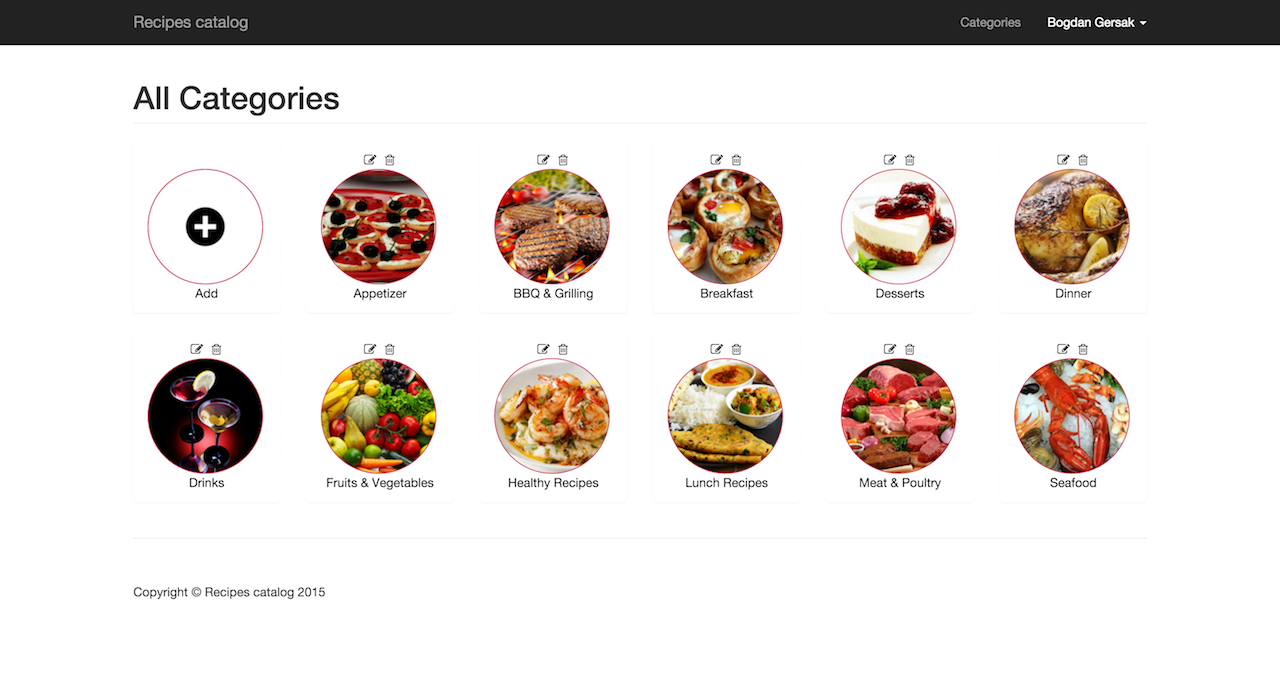 Recipes catalog
Categories
Bogdan Gersak
All Categories
Add
Appetizer
BBQ & Grilling
Breakfast
Desserts
Dinner
Drinks
Fruits & Vegetables
Healthy Recipes
Lunch Recipes
Meat & Poultry
Seafood
Copyright © Recipes catalog 2015